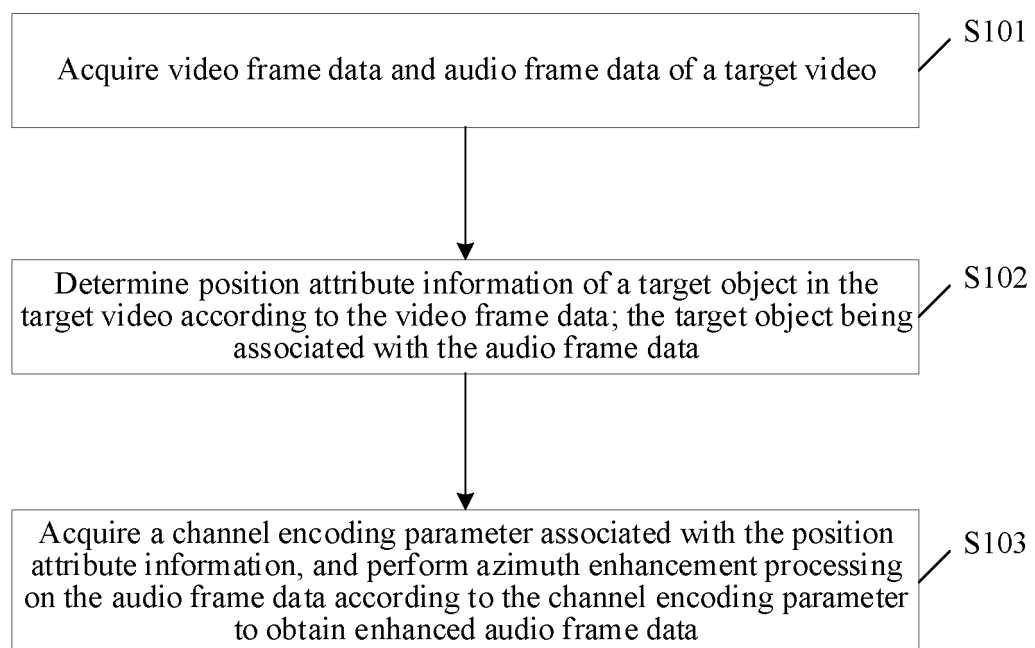 S101
Acquire video frame data and audio frame data of a target video
S102
Determine position attribute information of a target object in the
target video according to the video frame data; the target object being
associated with the audio frame data
S103
Acquire a channel encoding parameter associated with the position
attribute information, and perform azimuth enhancement processing
on the audio frame data according to the channel encoding parameter
to obtain enhanced audio frame data